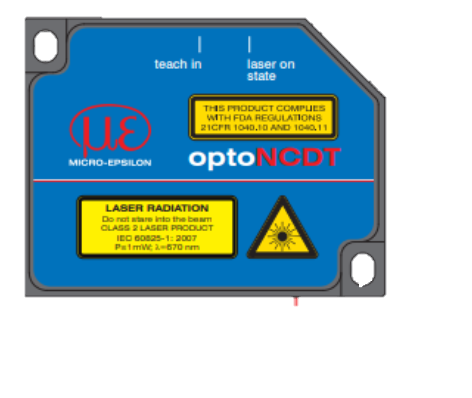 teach in
laser on
state
THIS PRODUCT COMPLIES
WITH FDA REGULATIONS
21CFR 1040.10 AND 1040.11
με
MICRO-EPSILON
optoNCDT
LASER RADIATION
Do not stare into the beam
CLASS 2 LASER PRODUCT
IEC 60825-1: 2007
P≤1mW; λ=670 nm